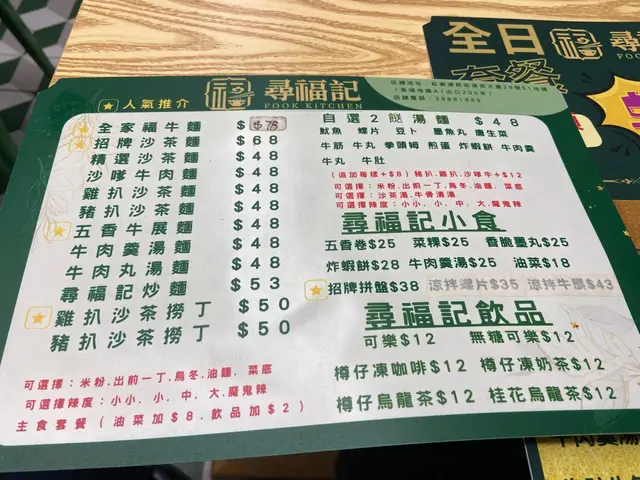 人氣推介
尋福記
FOOK KITCHEN
全家福牛麵 $78
招牌沙茶麵 $68
精選沙茶麵 $48
沙嗲牛肉麵 $48
雞扒沙茶麵 $48
豬扒沙茶麵 $48
五香牛展麵 $48
牛肉羹湯麵 $48
牛肉丸湯麵 $48
尋福記炒麵 $53
雞扒沙茶撈丁 $50
豬扒沙茶撈丁 $50
可選擇：米粉.出前一丁.烏冬.油麵.菜底
可選擇辣度：小小.小.中.大.魔鬼辣
主食套餐（油菜加$8.飲品加$2）
自選2餸湯麵 $48
魷魚 螺片 豆卜 墨魚丸 唐生菜
牛筋 牛丸 拳頭姆 煎蛋 炸蝦餅 牛肉羹
牛丸 牛肚
（追加每樣+$8）豬扒.雞扒.沙嗲牛+$12
可選擇：米粉.出前一丁.烏冬.油麵.菜底
可選擇：沙茶湯.牛骨清湯
可選擇辣度：小小.小.中.大.魔鬼辣
尋福記小食
五香卷$25 菜粿$25 香脆墨丸$25
炸蝦餅$28 牛肉羹湯$25 油菜$18
招牌拼盤$38 涼拌螺片$35 涼拌牛展$43
尋福記飲品
可樂$12 無糖可樂$12
樽仔凍咖啡$12 樽仔凍奶茶$12
樽仔烏龍茶$12 桂花烏龍茶$12
全日
套餐
尋